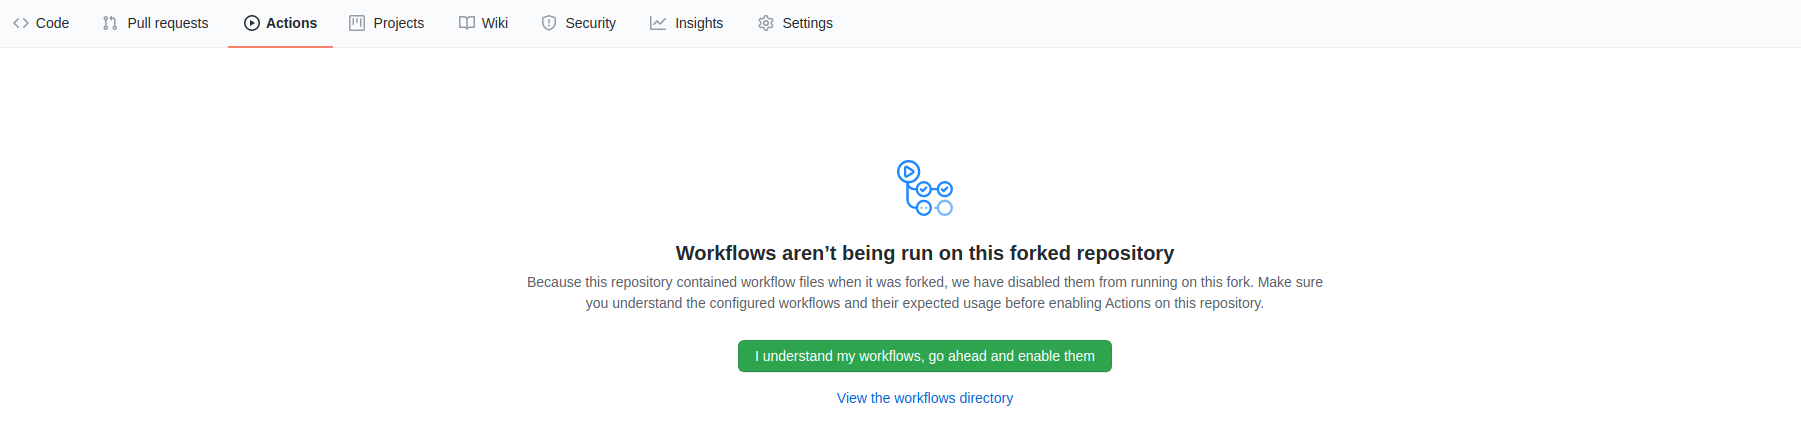 Code Pull requests Actions Projects Wiki Security Insights Settings
Workflows aren’t being run on this forked repository
Because this repository contained workflow files when it was forked, we have disabled them from running on this fork. Make sure
you understand the configured workflows and their expected usage before enabling Actions on this repository.
I understand my workflows, go ahead and enable them
View the workflows directory